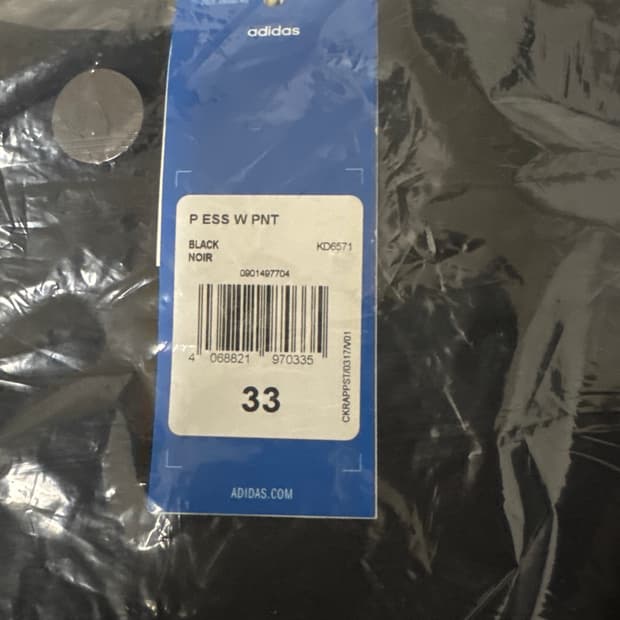 adidas
P ESS W PNT
BLACK KD6571
NOIR
0901497704
4 068821 970335
33
CKRAPPST/0317/V01
ADIDAS.COM